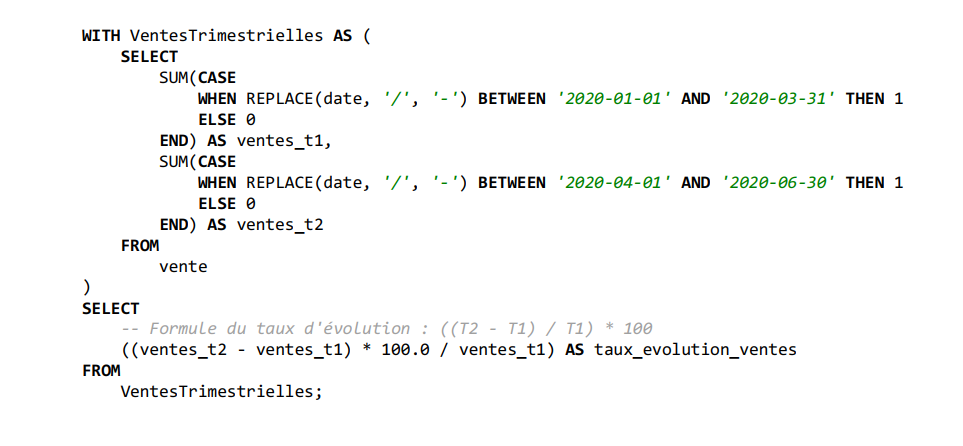 WITH VentesTrimestrielles AS (
    SELECT
        SUM(CASE
            WHEN REPLACE(date, '/', '-') BETWEEN '2020-01-01' AND '2020-03-31' THEN 1
            ELSE 0
        END) AS ventes_t1,
        SUM(CASE
            WHEN REPLACE(date, '/', '-') BETWEEN '2020-04-01' AND '2020-06-30' THEN 1
            ELSE 0
        END) AS ventes_t2
    FROM
        vente
)
SELECT
    -- Formule du taux d'évolution : ((T2 - T1) / T1) * 100
    ((ventes_t2 - ventes_t1) * 100.0 / ventes_t1) AS taux_evolution_ventes
FROM
    VentesTrimestrielles;